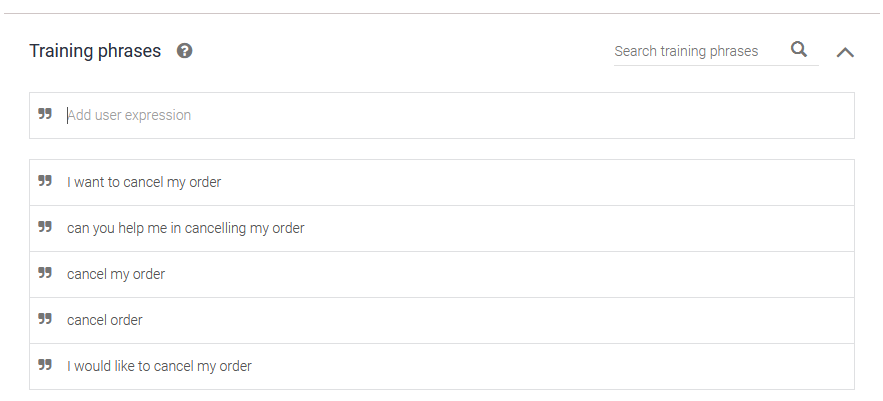 Training phrases
Search training phrases
Add user expression
I want to cancel my order
can you help me in cancelling my order
cancel my order
cancel order
I would like to cancel my order